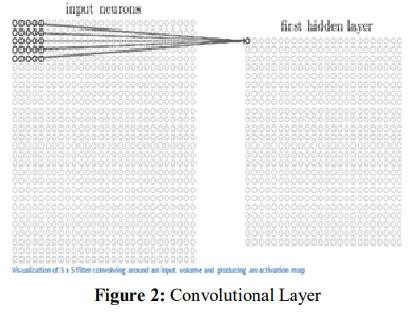 input neurons
first hidden layer
Visualization of 5 x 5 filter convolving around an input volume and producing an activation map
Figure 2: Convolutional Layer